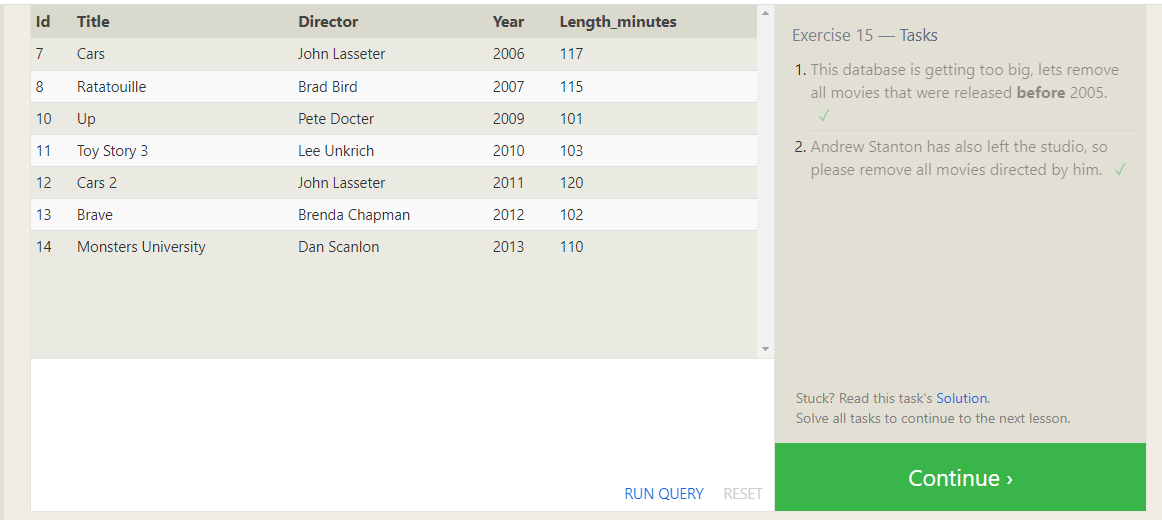 Id Title Director Year Length_minutes
7 Cars John Lasseter 2006 117
8 Ratatouille Brad Bird 2007 115
10 Up Pete Docter 2009 101
11 Toy Story 3 Lee Unkrich 2010 103
12 Cars 2 John Lasseter 2011 120
13 Brave Brenda Chapman 2012 102
14 Monsters University Dan Scanlon 2013 110
RUN QUERY RESET
Exercise 15 — Tasks
1. This database is getting too big, lets remove
all movies that were released before 2005.
✓
2. Andrew Stanton has also left the studio, so
please remove all movies directed by him. ✓
Stuck? Read this task's Solution.
Solve all tasks to continue to the next lesson.
Continue ›